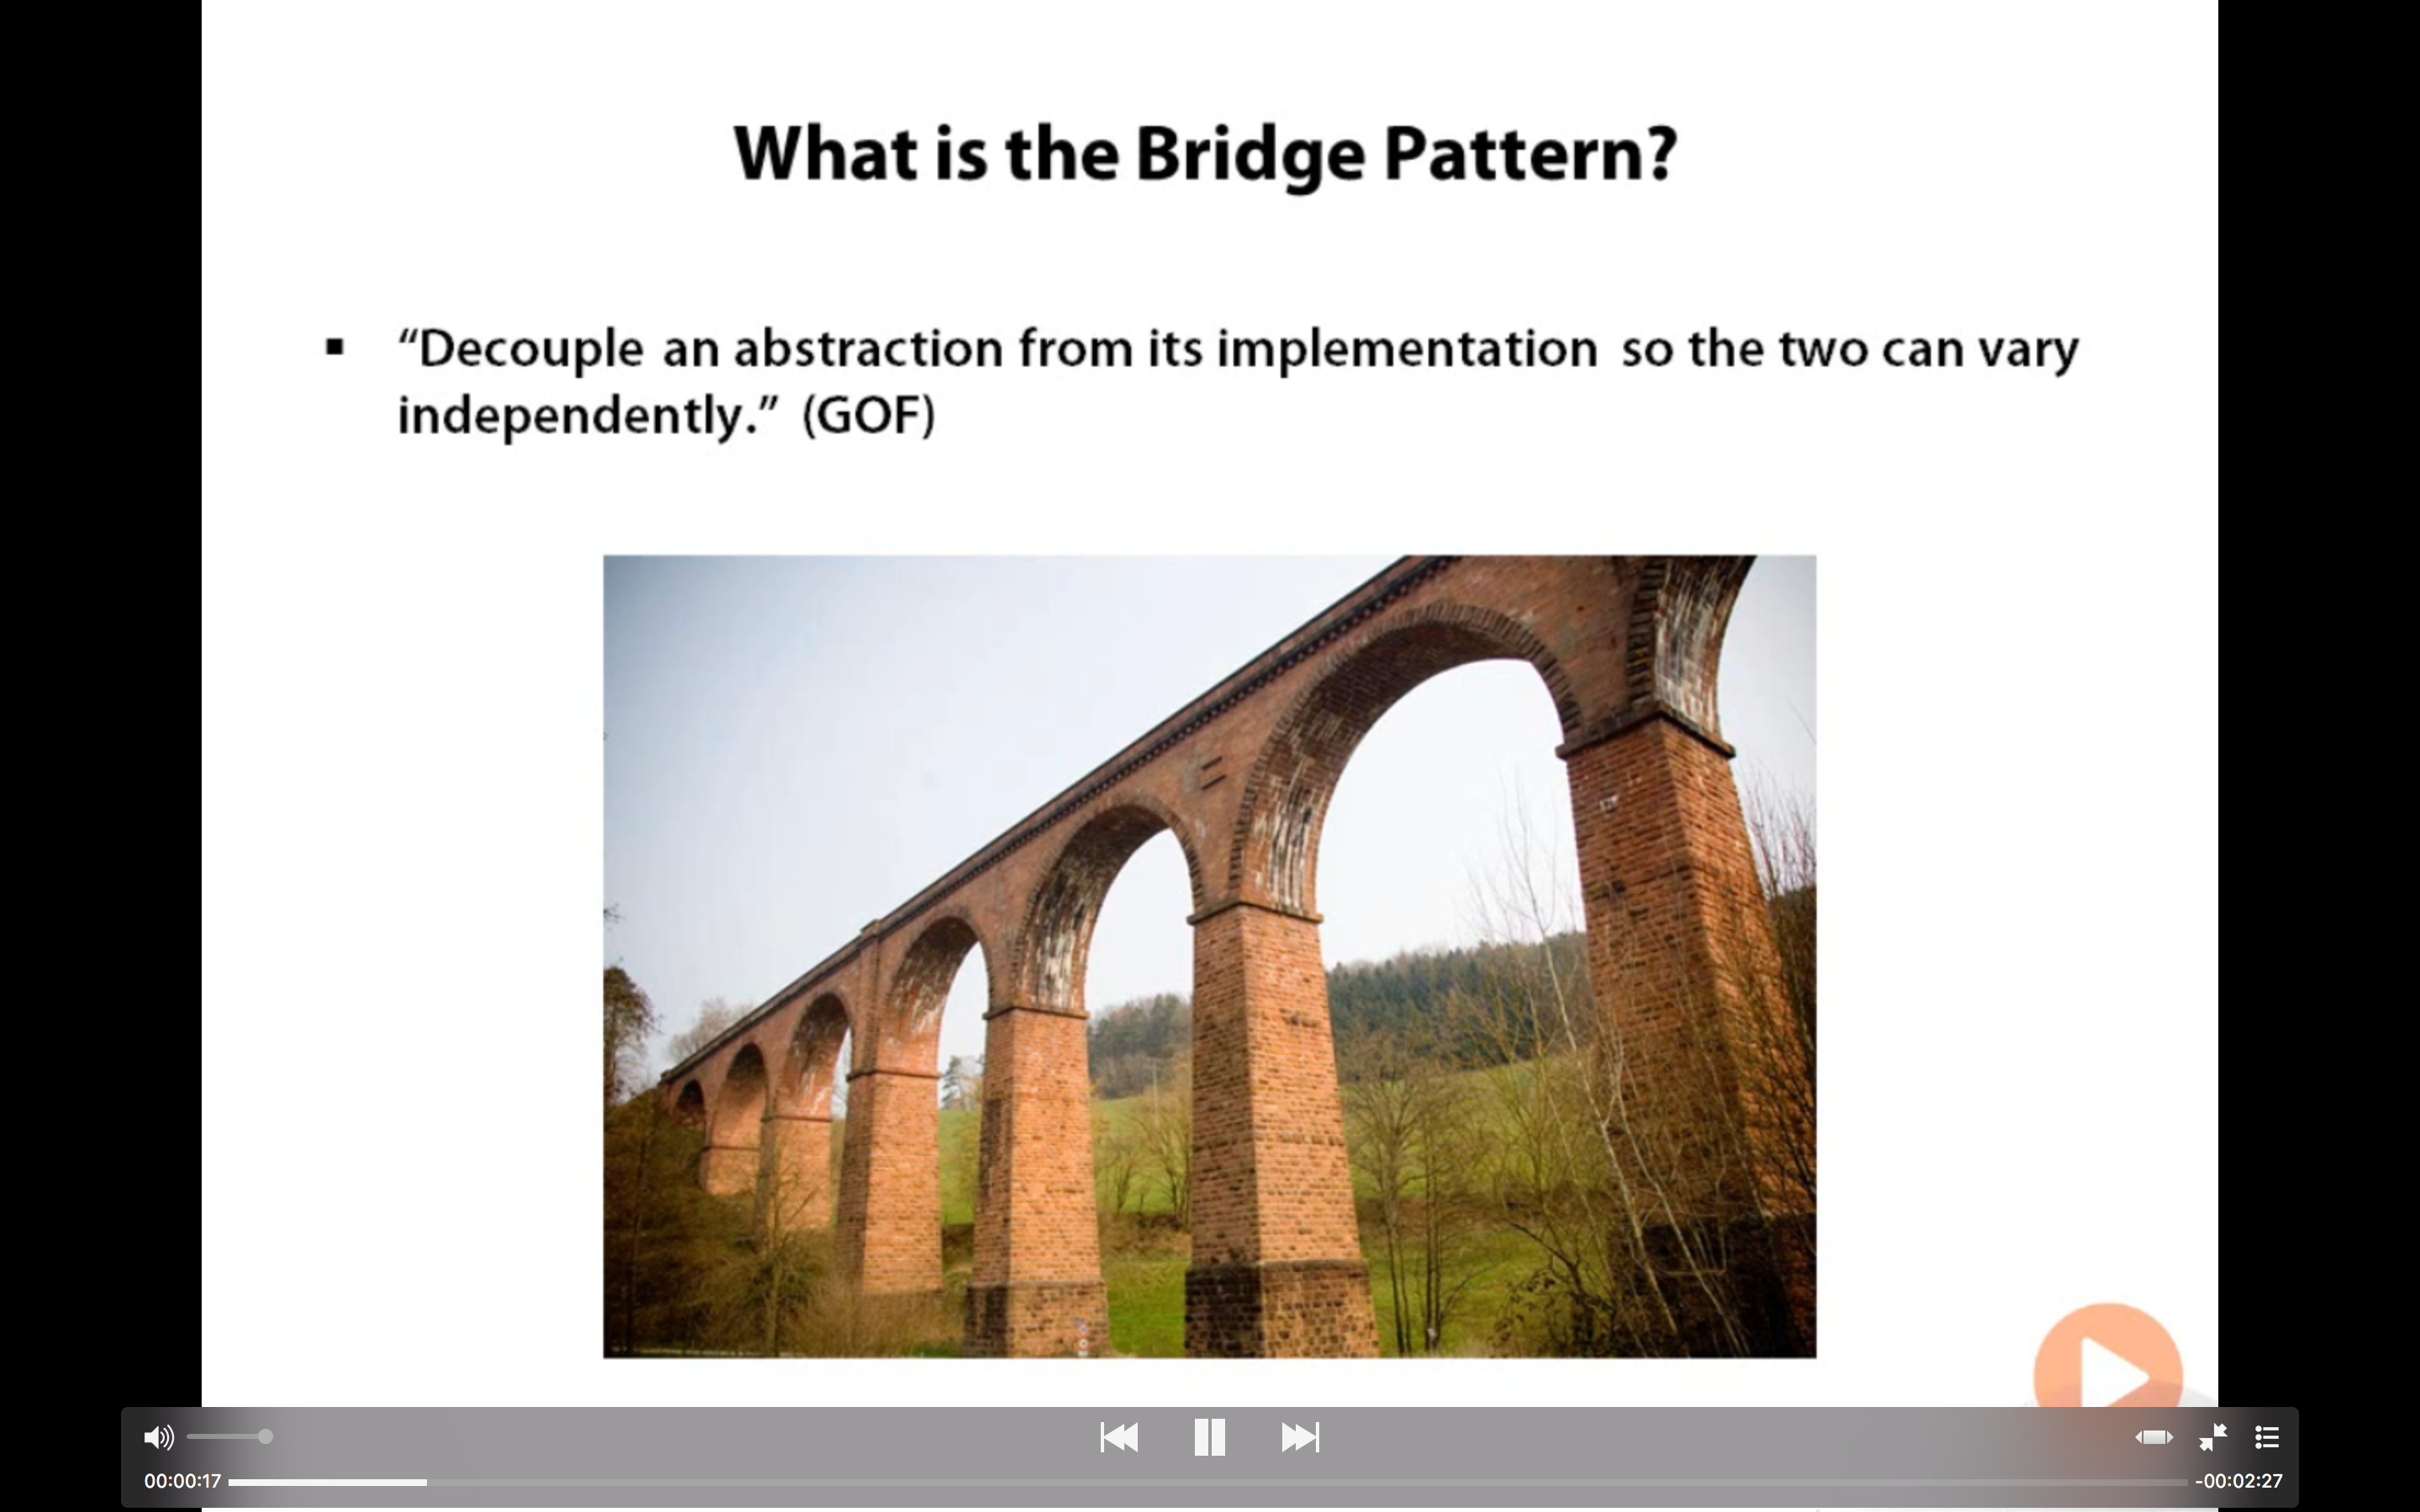 What is the Bridge Pattern?
▪ “Decouple an abstraction from its implementation so the two can vary
independently.” (GOF)
00:00:17
-00:02:27